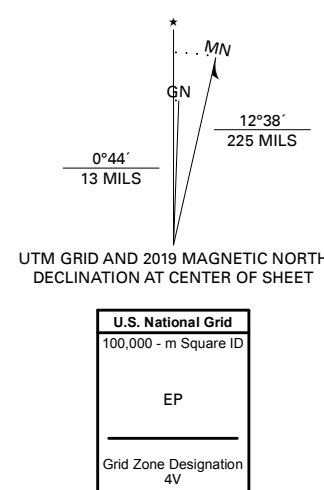 ★
MN
GN
12°38´
225 MILS
0°44´
13 MILS
UTM GRID AND 2019 MAGNETIC NORTH
DECLINATION AT CENTER OF SHEET
U.S. National Grid
100,000 - m Square ID
EP
Grid Zone Designation
4V